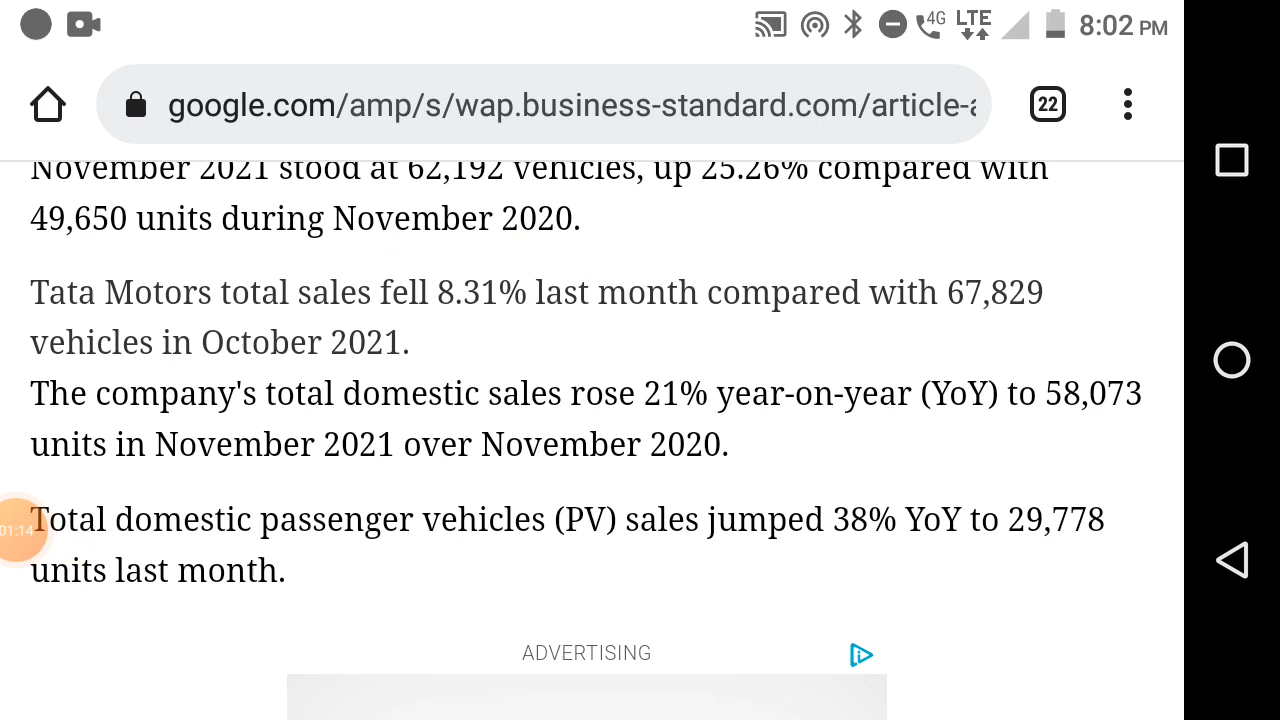 4G LTE 8:02 PM
google.com/amp/s/wap.business-standard.com/article-a
22
November 2021 stood at 62,192 vehicles, up 25.26% compared with
49,650 units during November 2020.
Tata Motors total sales fell 8.31% last month compared with 67,829
vehicles in October 2021.
The company's total domestic sales rose 21% year-on-year (YoY) to 58,073
units in November 2021 over November 2020.
01:14
Total domestic passenger vehicles (PV) sales jumped 38% YoY to 29,778
units last month.
ADVERTISING